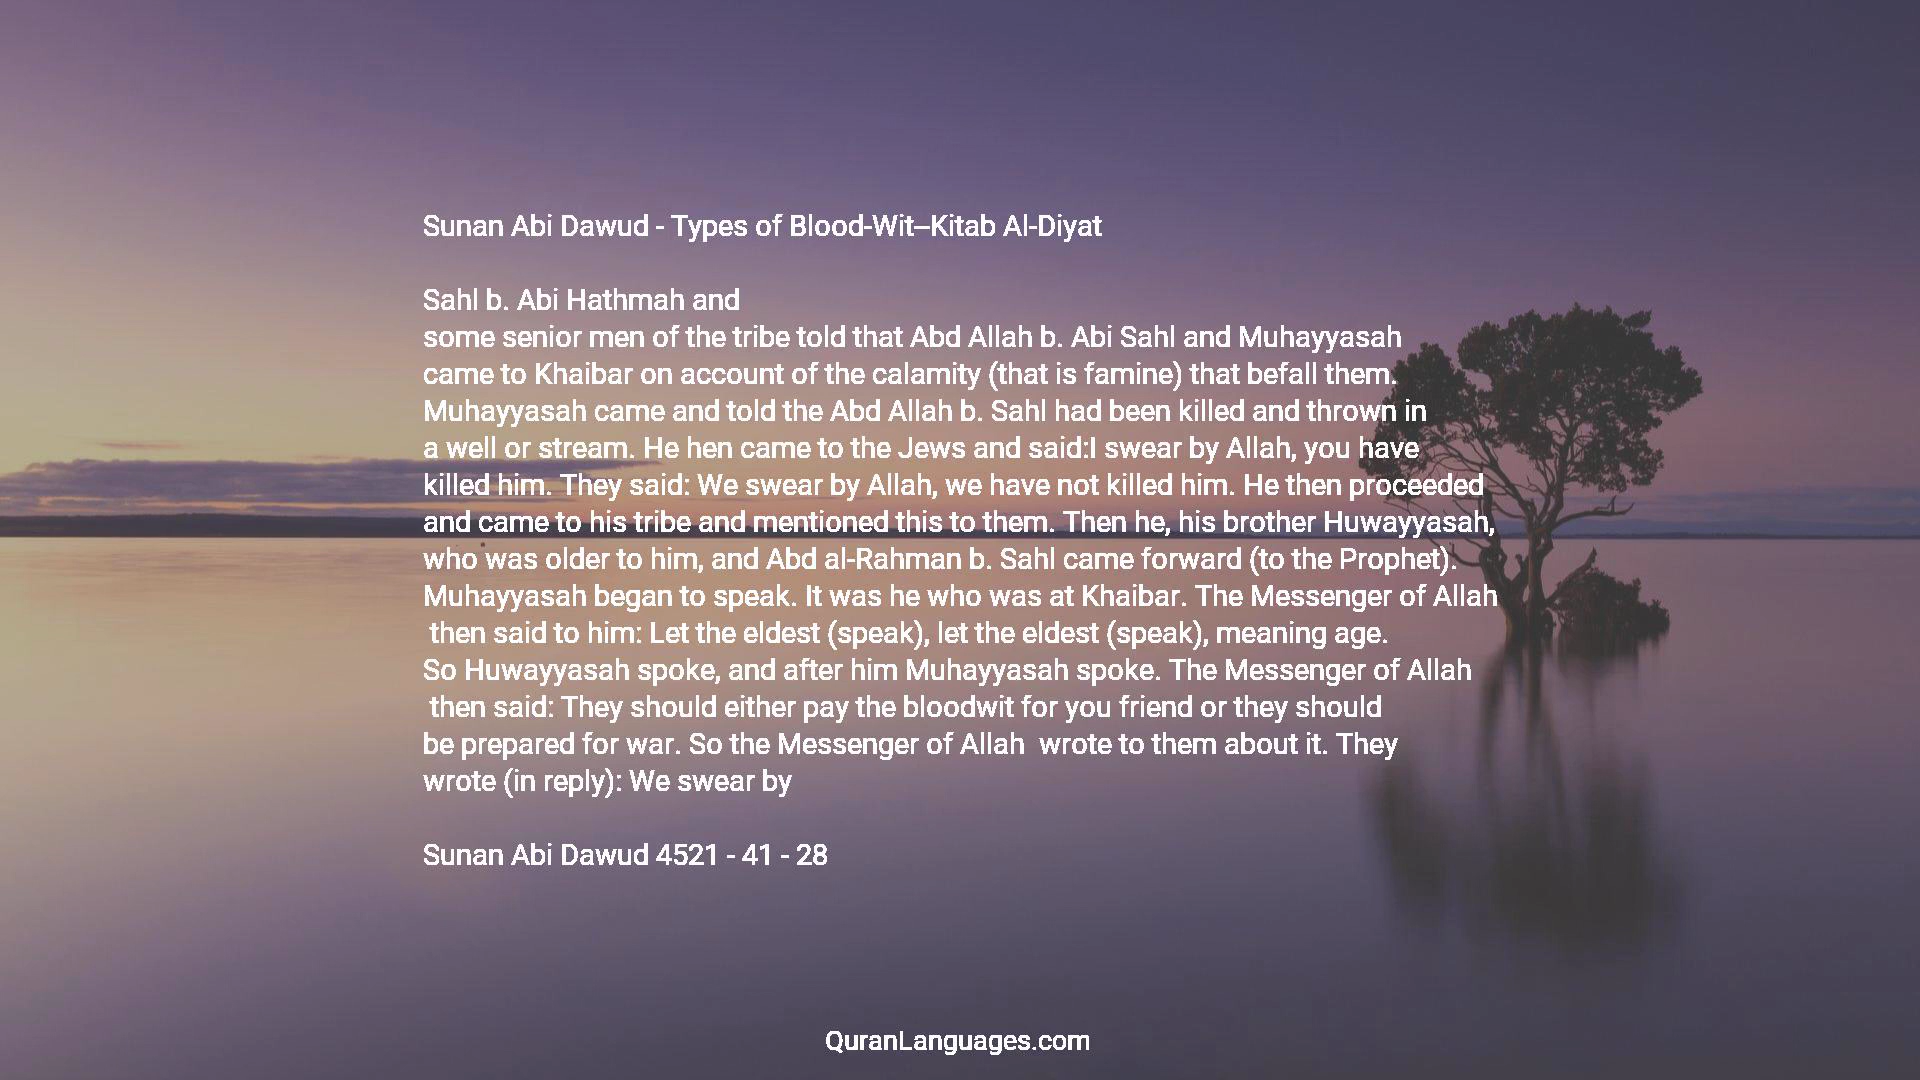 Sunan Abi Dawud - Types of Blood-Wit--Kitab Al-Diyat
Sahl b. Abi Hathmah and
some senior men of the tribe told that Abd Allah b. Abi Sahl and Muhayyasah
came to Khaibar on account of the calamity (that is famine) that befall them.
Muhayyasah came and told the Abd Allah b. Sahl had been killed and thrown in
a well or stream. He hen came to the Jews and said:I swear by Allah, you have
killed him. They said: We swear by Allah, we have not killed him. He then proceeded
and came to his tribe and mentioned this to them. Then he, his brother Huwayyasah,
who was older to him, and Abd al-Rahman b. Sahl came forward (to the Prophet).
Muhayyasah began to speak. It was he who was at Khaibar. The Messenger of Allah
then said to him: Let the eldest (speak), let the eldest (speak), meaning age.
So Huwayyasah spoke, and after him Muhayyasah spoke. The Messenger of Allah
then said: They should either pay the bloodwit for you friend or they should
be prepared for war. So the Messenger of Allah  wrote to them about it. They
wrote (in reply): We swear by
Sunan Abi Dawud 4521 - 41 - 28
QuranLanguages.com